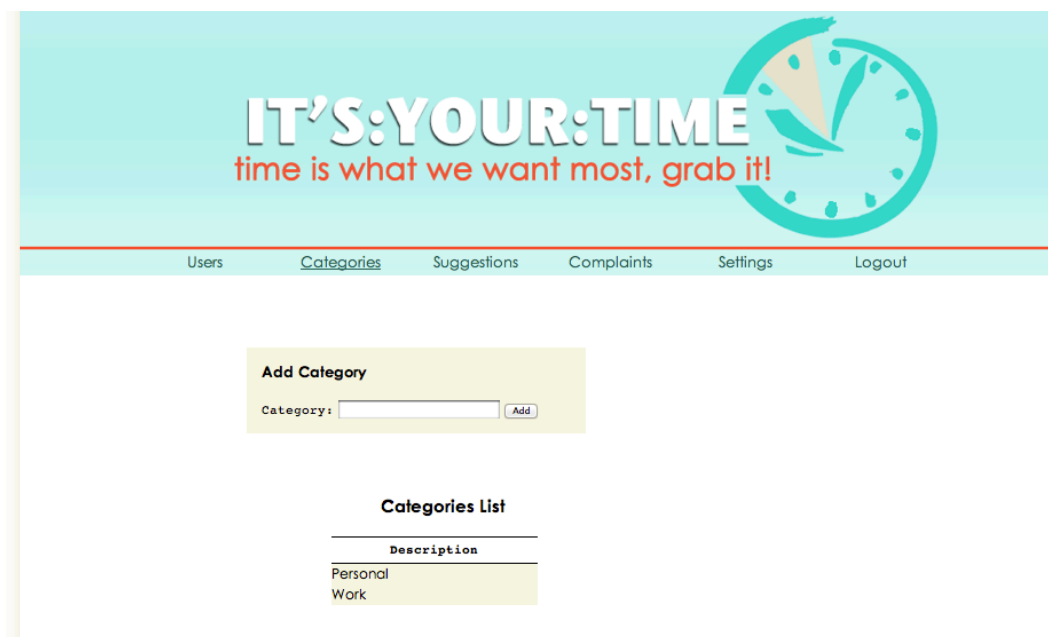 IT'S:YOUR:TIME
time is what we want most, grab it!
Users Categories Suggestions Complaints Settings Logout
Add Category
Category: Add
Categories List
Description
Personal
Work